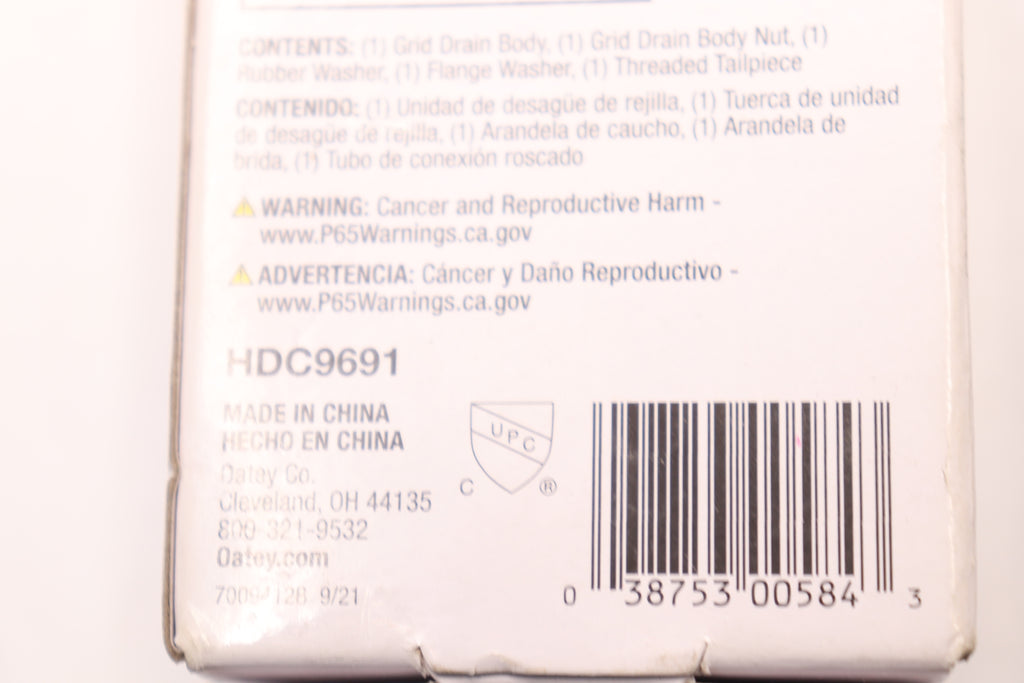 CONTENTS: (1) Grid Drain Body, (1) Grid Drain Body Nut, (1)
Rubber Washer, (1) Flange Washer, (1) Threaded Tailpiece
CONTENIDO: (1) Unidad de desagüe de rejilla, (1) Tuerca de unidad
de desagüe de rejilla, (1) Arandela de caucho, (1) Arandela de
brida, (1) Tubo de conexión roscado
WARNING: Cancer and Reproductive Harm -
www.P65Warnings.ca.gov
ADVERTENCIA: Cáncer y Daño Reproductivo -
www.P65Warnings.ca.gov
HDC9691
MADE IN CHINA
HECHO EN CHINA
Oatey Co.
Cleveland, OH 44135
800-321-9532
Oatey.com
9/21
UPC
C ®
0 38753 00584 3